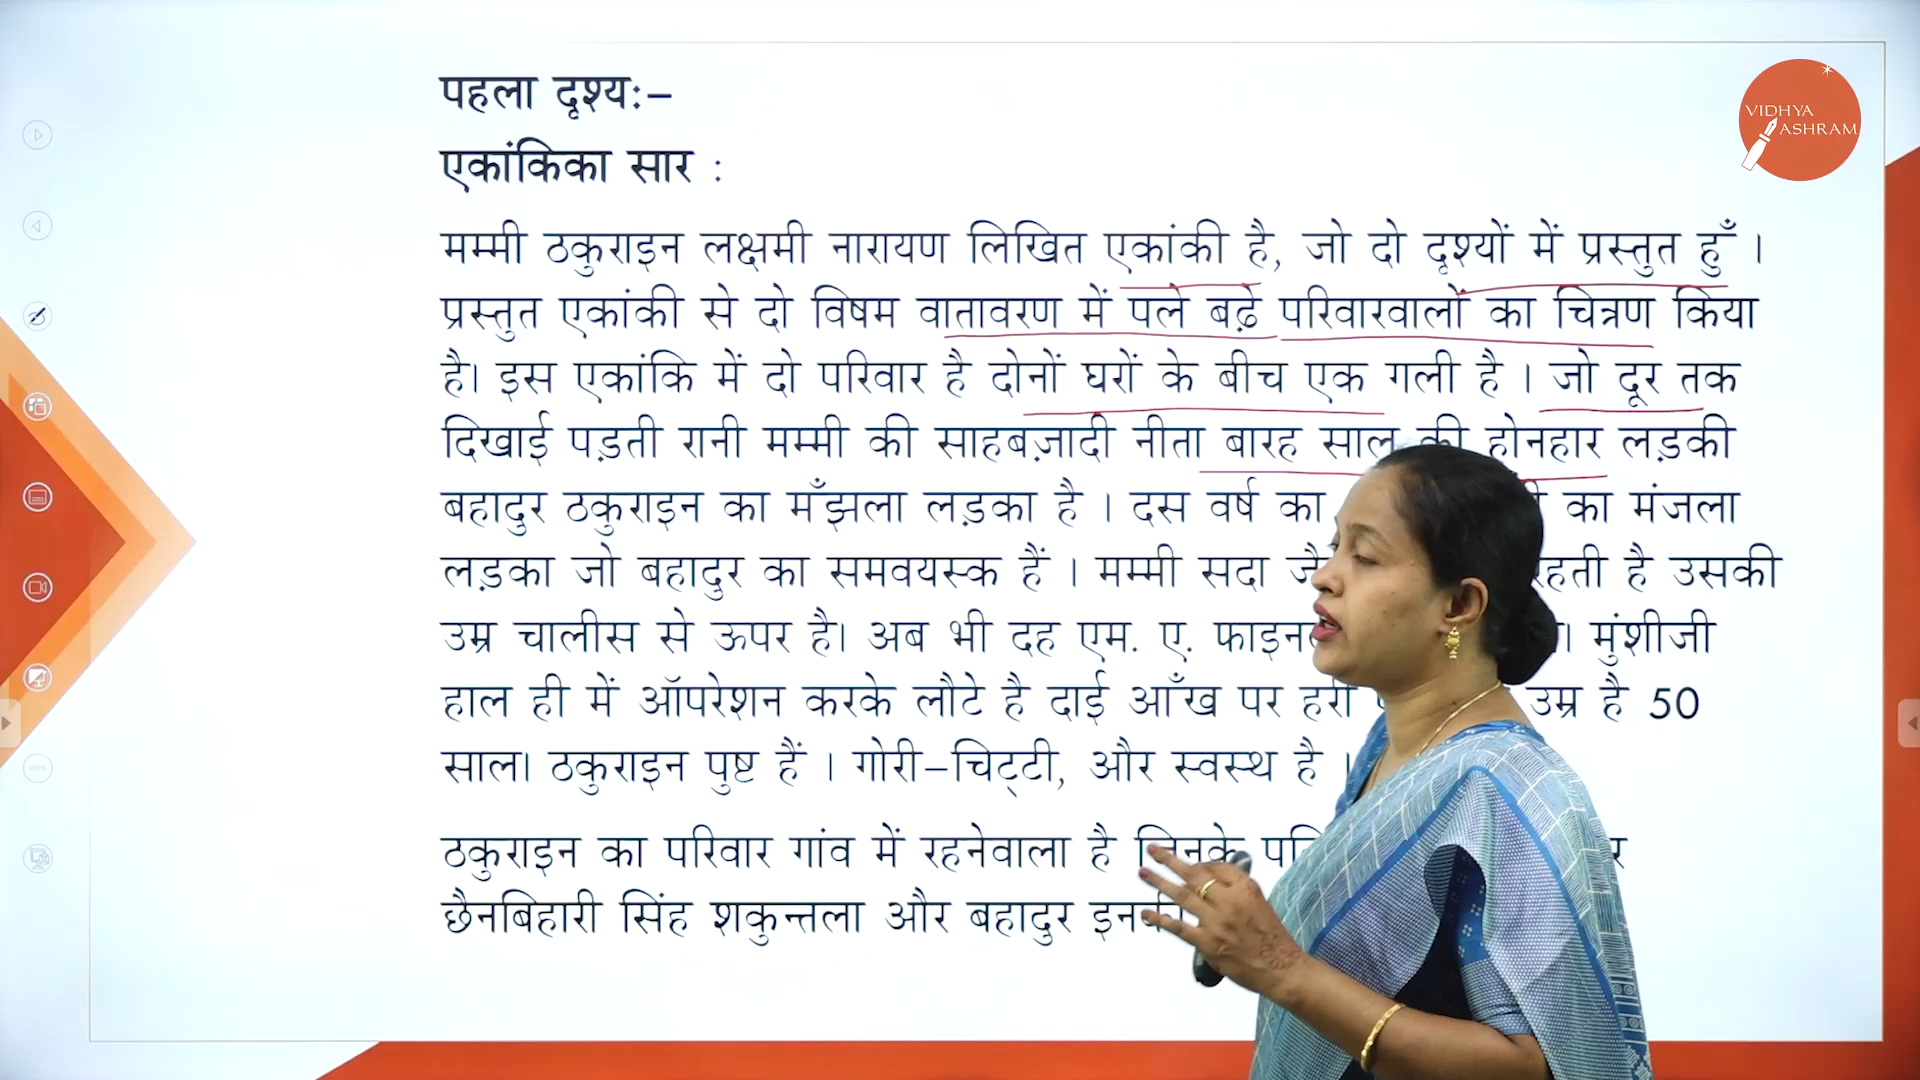 पहला दृश्य:–
एकांकिका सार :
VIDHYA
ASHRAM
मम्मी ठकुराइन लक्षमी नारायण लिखित एकांकी है, जो दो दृश्यों में प्रस्तुत हुँ ।
प्रस्तुत एकांकी से दो विषम वातावरण में पले बढ़े परिवारवालों का चित्रण किया
है। इस एकांकि में दो परिवार है दोनों घरों के बीच एक गली है । जो दूर तक
दिखाई पड़ती रानी मम्मी की साहबज़ादी नीता बारह साल की होनहार लड़की
बहादुर ठकुराइन का मँझला लड़का है । दस वर्ष का का मंजला
लड़का जो बहादुर का समवयस्क हैं । मम्मी सदा रहती है उसकी
उम्र चालीस से ऊपर है। अब भी दह एम. ए. मुंशीजी
हाल ही में ऑपरेशन करके लौटे है दाई आँख पर हरी उम्र है 50
साल। ठकुराइन पुष्ट हैं । गोरी–चिट्टी, और स्वस्थ है ।
ठकुराइन का परिवार गांव में रहनेवाला है जिनके
छैनबिहारी सिंह शकुन्तला और बहादुर